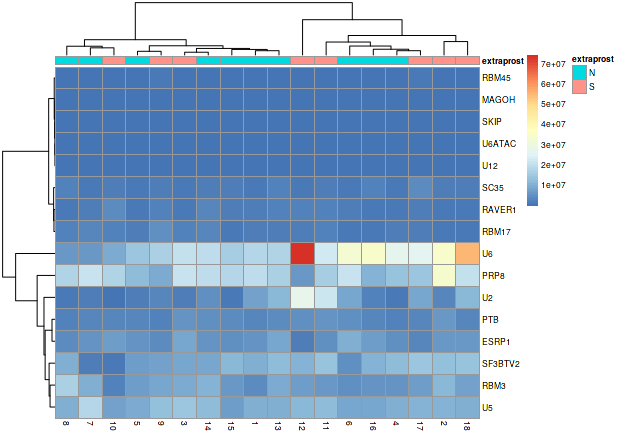 extraprost
RBM45
MAGOH
SKIP
U6ATAC
U12
SC35
RAVER1
RBM17
U6
PRP8
U2
PTB
ESRP1
SF3BTV2
RBM3
U5
8 7 10 5 9 3 14 15 1 13 12 11 6 16 4 17 2 18
7e+07
6e+07
5e+07
4e+07
3e+07
2e+07
1e+07
extraprost
N
S